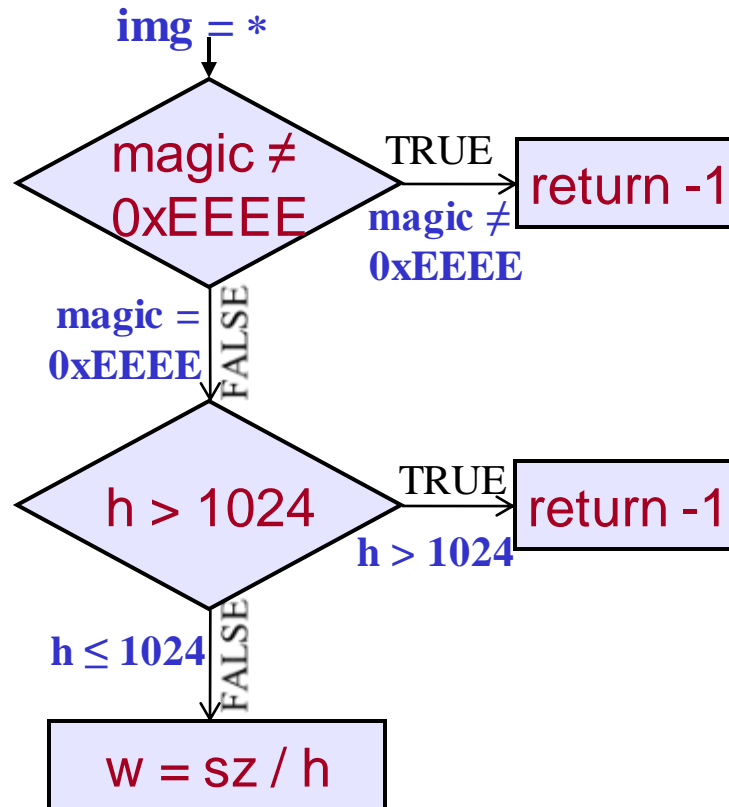 img = *
magic ≠
0xEEEE
TRUE
return -1
magic ≠
0xEEEE
magic =
0xEEEE
FALSE
h > 1024
TRUE
return -1
h > 1024
h ≤ 1024
FALSE
w = sz / h